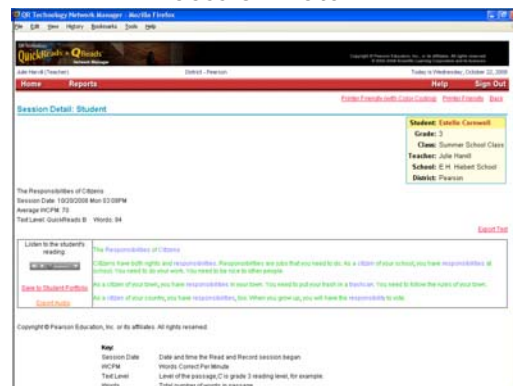 QR Technology Network Manager - Mozilla Firefox
File Edit View History Bookmarks Tools Help
QuickReads & QReads
Network Manager
Julie Hamill (Teacher) District - Pearson Today is Wednesday, October 22, 2008
Home Reports Help Sign Out
Printer-Friendly (with Color Coding) Printer-Friendly Back
Session Detail: Student
Student: Estelle Carnwell
Grade: 3
Class: Summer School Class
Teacher: Julie Hamill
School: E.H. Hiebert School
District: Pearson
The Responsibilities of Citizens
Session Date: 10/20/2008 Mon 03:08PM
Average WCPM: 70
Text Level: QuickReads B Words: 84
Export Text
Listen to the student's reading:
Save to Student Portfolio
Export Audio
The Responsibilities of Citizens
Citizens have both rights and responsibilities. Responsibilities are jobs that you need to do. As a citizen of your school, you have responsibilities at
school. You need to do your work. You need to be nice to other people.
As a citizen of your town, you have responsibilities in your town. You need to put your trash in a trashcan. You need to follow the rules of your town.
As a citizen of your country, you have responsibilities, too. When you grow up, you will have the responsibility to vote.
Copyright © Pearson Education, Inc. or its affiliates. All rights reserved.
Key:
Session Date Date and time the Read and Record session began
WCPM Words Correct Per Minute
Text Level Level of the passage, C is grade 3 reading level, for example.
Words Total number of words in passage